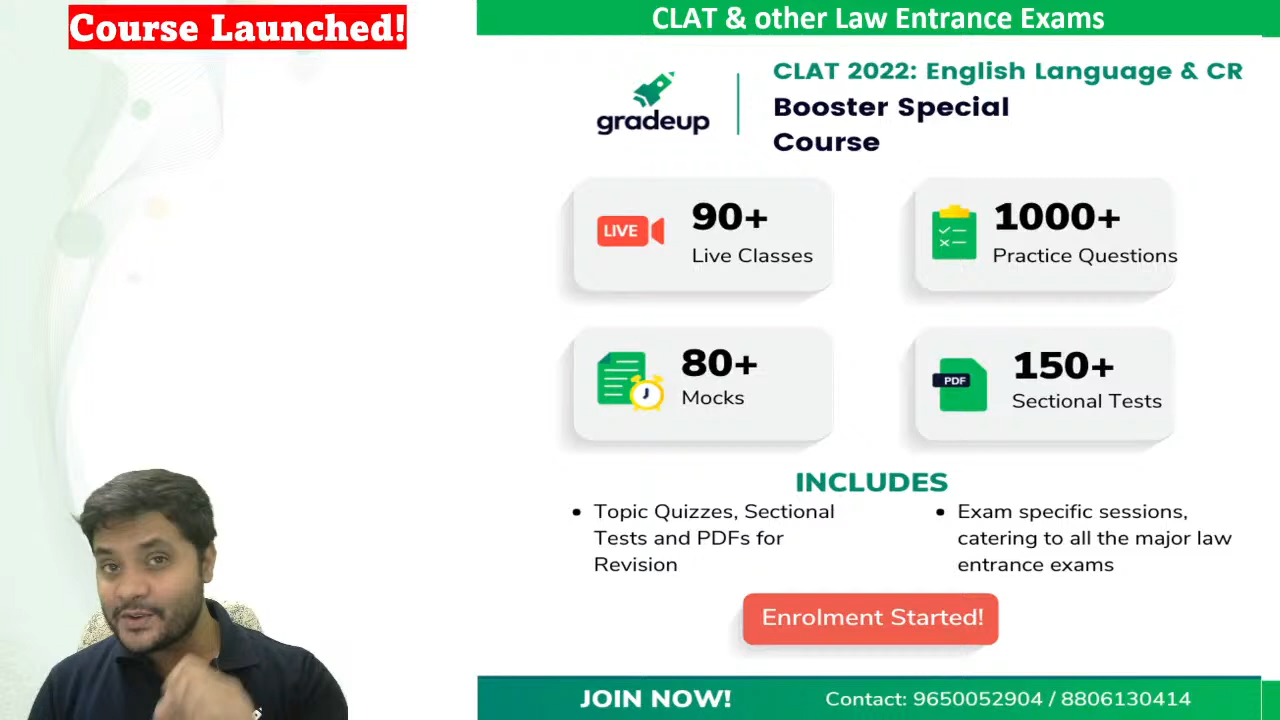 Course Launched!
CLAT & other Law Entrance Exams
gradeup
CLAT 2022: English Language & CR
Booster Special
Course
LIVE
90+
Live Classes
1000+
Practice Questions
80+
Mocks
PDF
150+
Sectional Tests
INCLUDES
• Topic Quizzes, Sectional
Tests and PDFs for
Revision
• Exam specific sessions,
catering to all the major law
entrance exams
Enrolment Started!
JOIN NOW!
Contact: 9650052904 / 8806130414